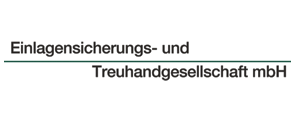 Einlagensicherungs- und
Treuhandgesellschaft mbH